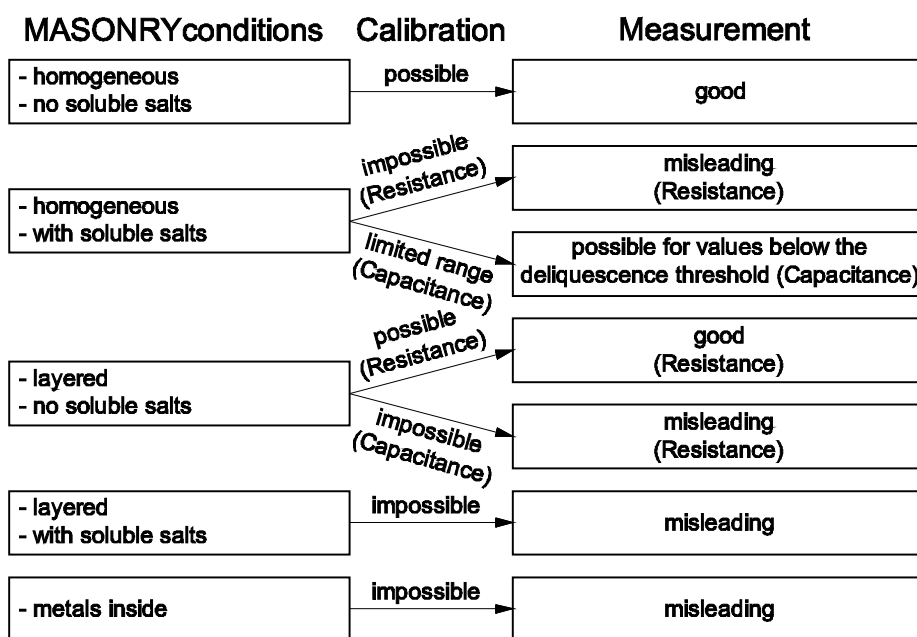 MASONRY conditions
Calibration
Measurement
- homogeneous
- no soluble salts
possible
good
- homogeneous
- with soluble salts
impossible
(Resistance)
misleading
(Resistance)
limited range
(Capacitance)
possible for values below the
deliquescence threshold (Capacitance)
- layered
- no soluble salts
possible
(Resistance)
good
(Resistance)
impossible
(Capacitance)
misleading
(Resistance)
- layered
- with soluble salts
impossible
misleading
- metals inside
impossible
misleading